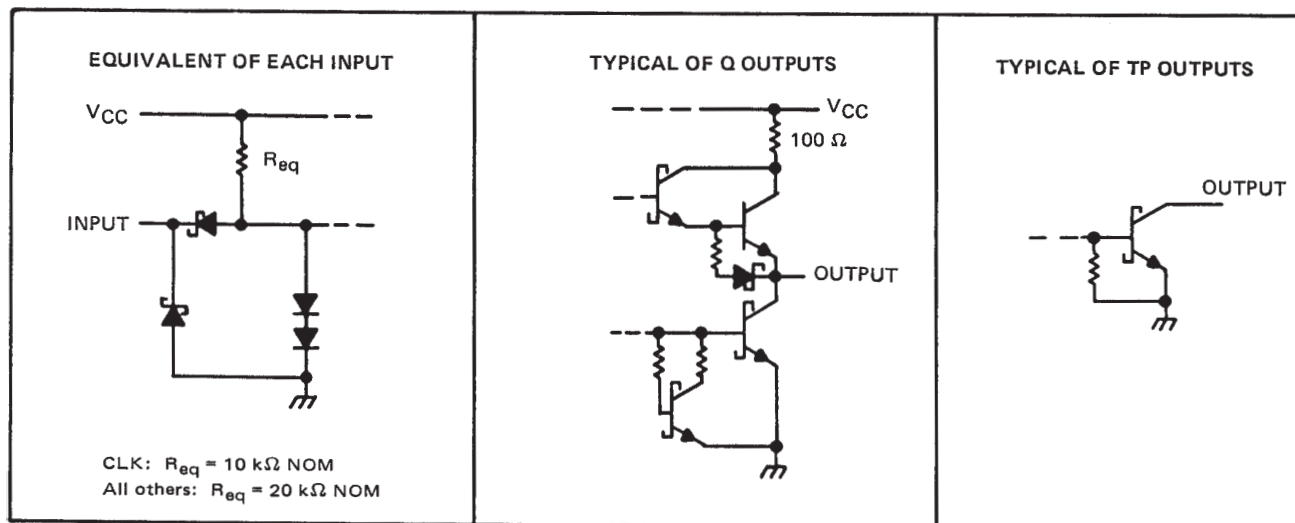 EQUIVALENT OF EACH INPUT
VCC
Req
INPUT
CLK: Req = 10 kΩ NOM
All others: Req = 20 kΩ NOM
TYPICAL OF Q OUTPUTS
VCC
100 Ω
OUTPUT
TYPICAL OF TP OUTPUTS
OUTPUT